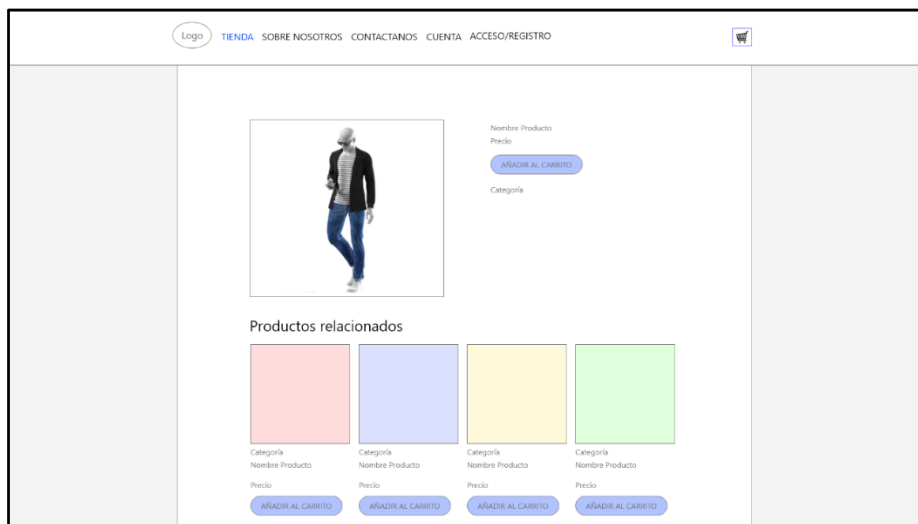 Logo TIENDA SOBRE NOSOTROS CONTACTANOS CUENTA ACCESO/REGISTRO
Nombre Producto
Precio
AÑADIR AL CARRITO
Categoría
Productos relacionados
Categoría Categoría Categoría Categoría
Nombre Producto Nombre Producto Nombre Producto Nombre Producto
Precio Precio Precio Precio
AÑADIR AL CARRITO AÑADIR AL CARRITO AÑADIR AL CARRITO AÑADIR AL CARRITO